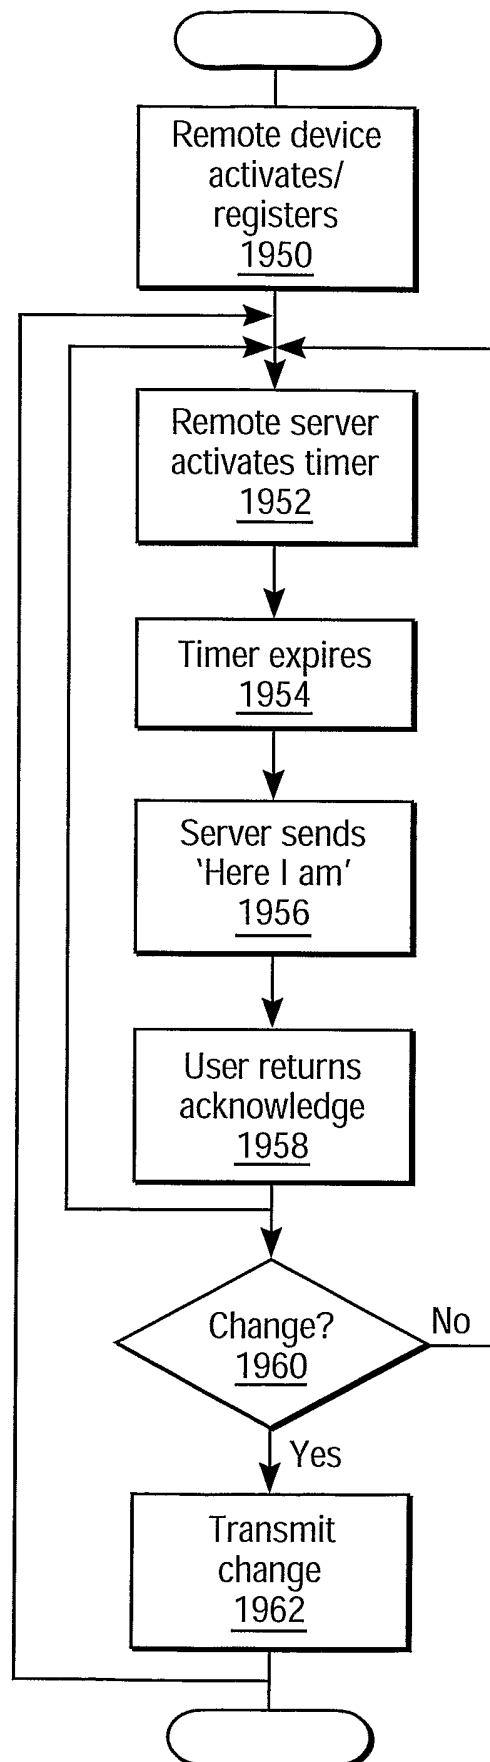 Remote device
activates/
registers
1950
Remote server
activates timer
1952
Timer expires
1954
Server sends
‘Here I am’
1956
User returns
acknowledge
1958
Change?
1960
No
Yes
Transmit
change
1962